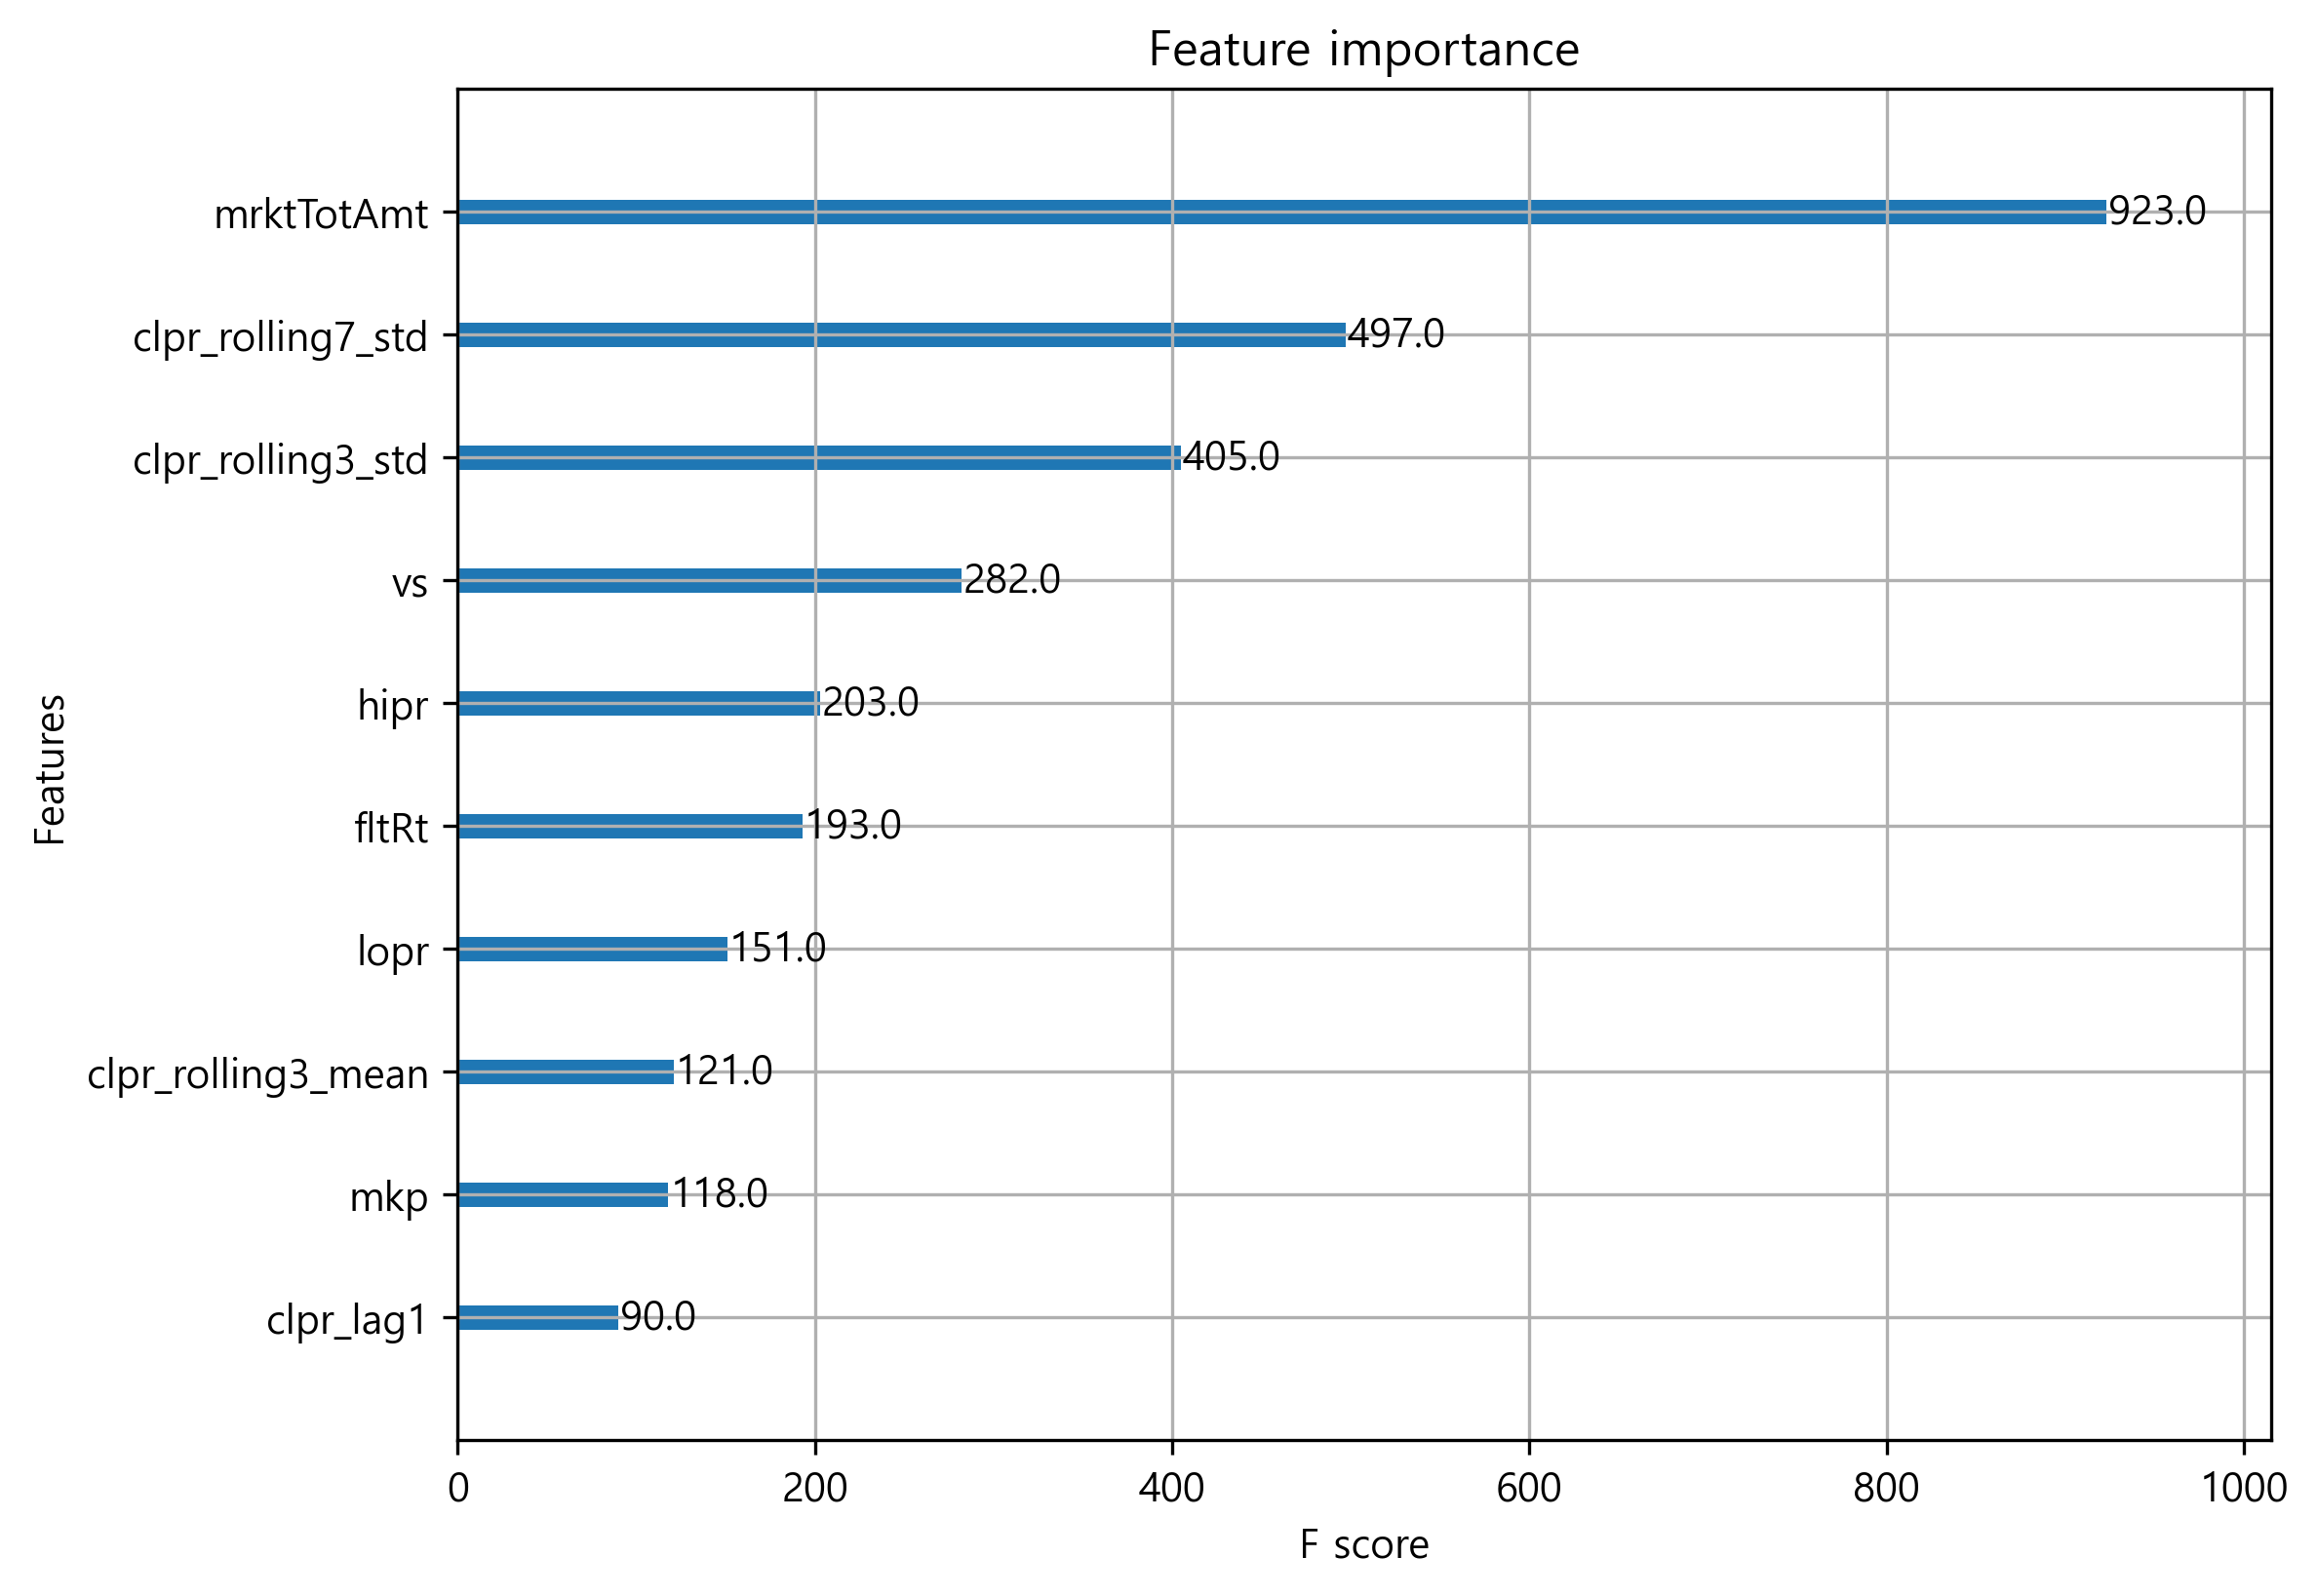 Feature importance
mrktTotAmt 923.0
clpr_rolling7_std 497.0
clpr_rolling3_std 405.0
vs 282.0
hipr 203.0
fltRt 193.0
lopr 151.0
clpr_rolling3_mean 121.0
mkp 118.0
clpr_lag1 90.0
Features
0 200 400 600 800 1000
F score